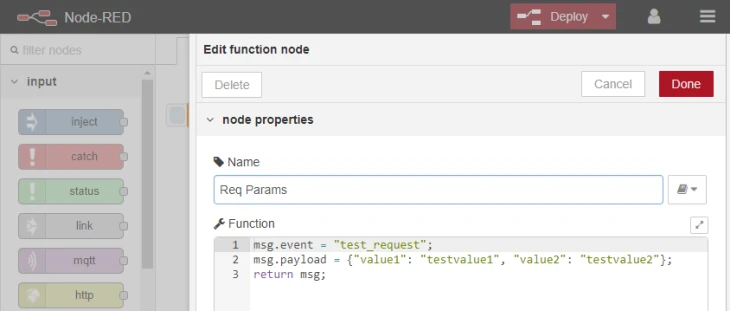 Node-RED
Deploy
filter nodes
Edit function node
Delete
Cancel
Done
input
node properties
inject
catch
status
link
mqtt
http
Name
Req Params
Function
1 msg.event = "test_request";
2 msg.payload = {"value1": "testvalue1", "value2": "testvalue2"};
3 return msg;